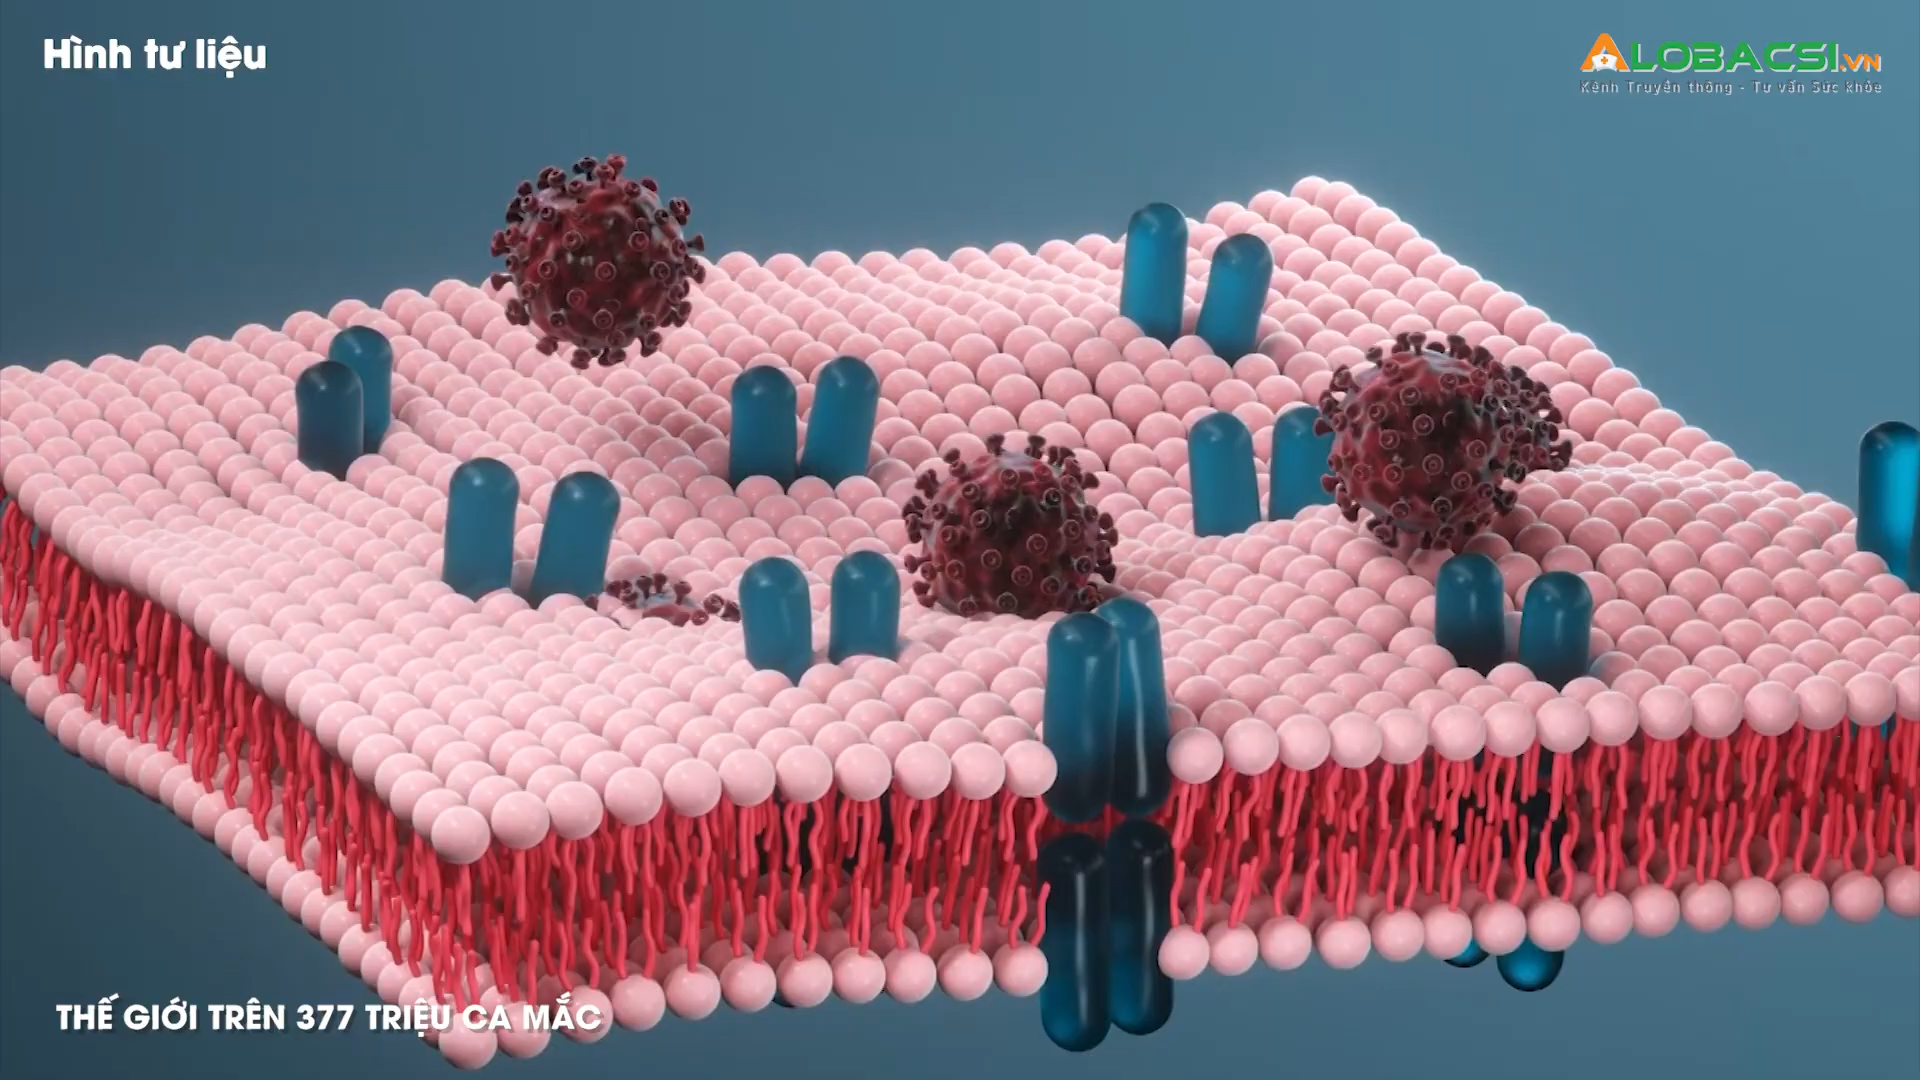 Hình tư liệu
ALOBACSI.VN
Kênh Truyền thông - Tư vấn Sức khỏe
THẾ GIỚI TRÊN 377 TRIỆU CA MẮC